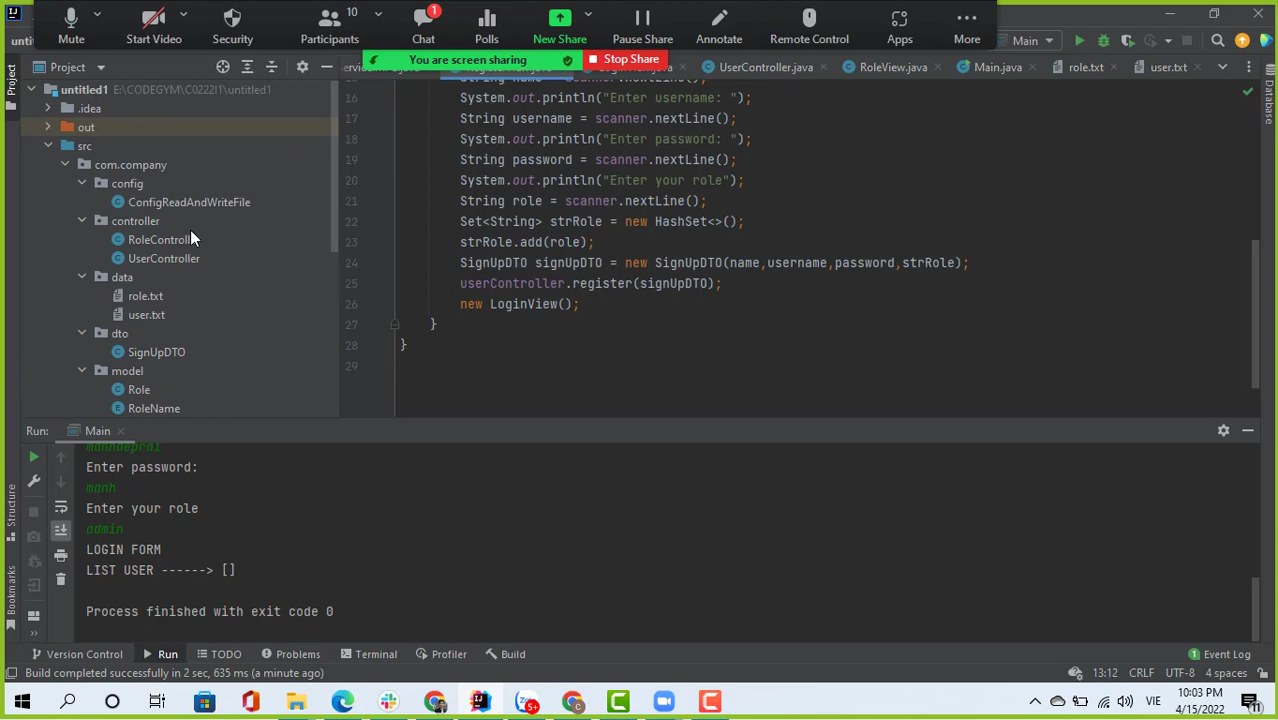 Mute
Start Video
Security
Participants
10
Chat
1
Polls
New Share
Pause Share
Annotate
Remote Control
Apps
More
You are screen sharing
Stop Share
Main
Project
UserController.java
RoleView.java
Main.java
role.txt
user.txt
untitled1 E:\CODEGYM\C0222I1\untitled1
.idea
out
src
com.company
config
ConfigReadAndWriteFile
controller
RoleControll
UserController
data
role.txt
user.txt
dto
SignUpDTO
model
Role
RoleName
16 System.out.println("Enter username: ");
17 String username = scanner.nextLine();
18 System.out.println("Enter password: ");
19 String password = scanner.nextLine();
20 System.out.println("Enter your role");
21 String role = scanner.nextLine();
22 Set<String> strRole = new HashSet<>();
23 strRole.add(role);
24 SignUpDTO signUpDTO = new SignUpDTO(name,username,password,strRole);
25 userController.register(signUpDTO);
26 new LoginView();
27 }
28 }
29
Run: Main
Enter password:
manh
Enter your role
admin
LOGIN FORM
LIST USER ------> []
Process finished with exit code 0
Project
Structure
Bookmarks
Database
Version Control
Run
TODO
Problems
Terminal
Profiler
Build
1 Event Log
Build completed successfully in 2 sec, 635 ms (a minute ago)
13:12 CRLF UTF-8 4 spaces
5+
VIE
10:03 PM
4/15/2022
11